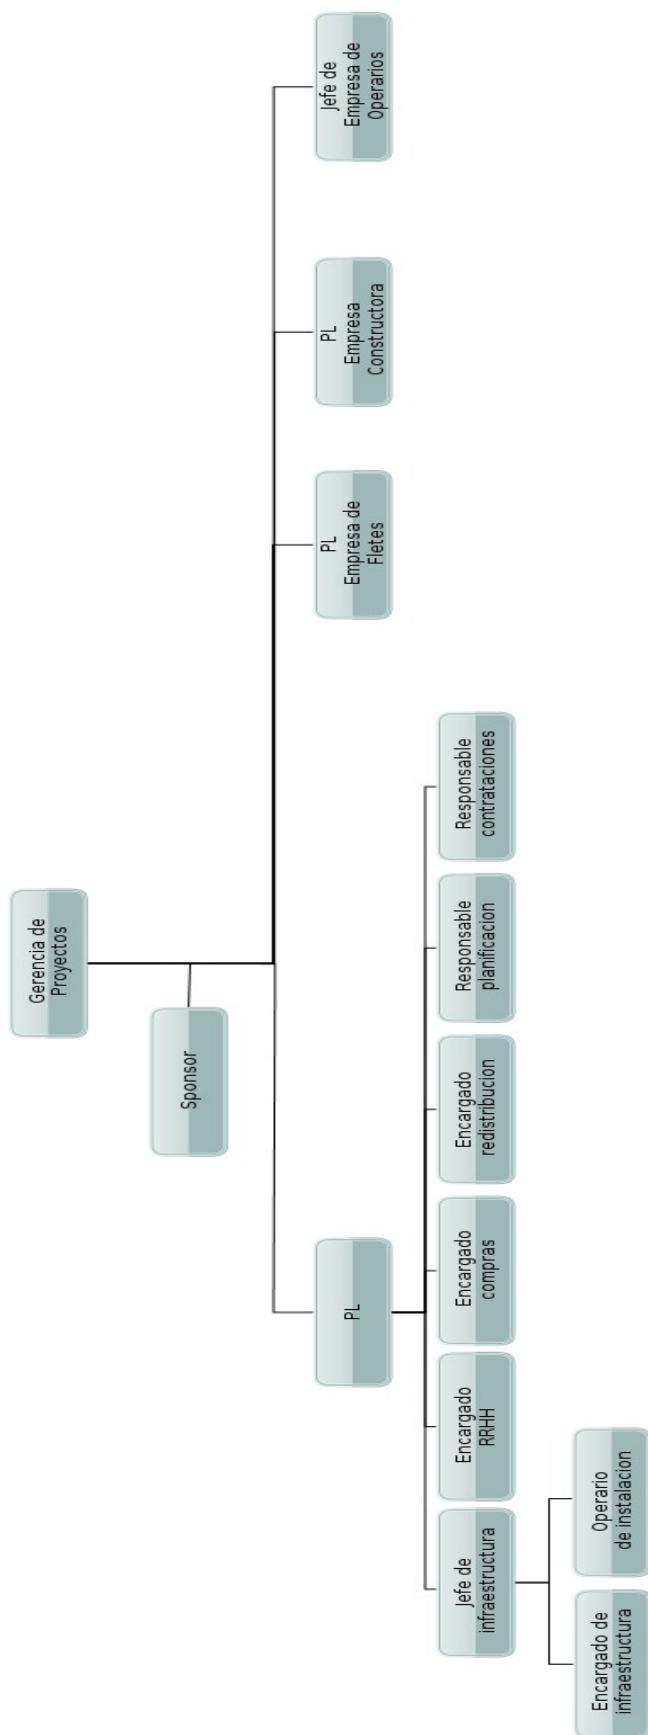 Gerencia de
Proyectos
Sponsor
PL
PL
Empresa de
Fletes
PL
Empresa
Constructora
Jefe de
Empresa de
Operarios
Jefe de
infraestructura
Encargado
RRHH
Encargado
compras
Encargado
redistribucion
Responsable
planificacion
Responsable
contrataciones
Encargado de
infraestructura
Operario
de instalacion